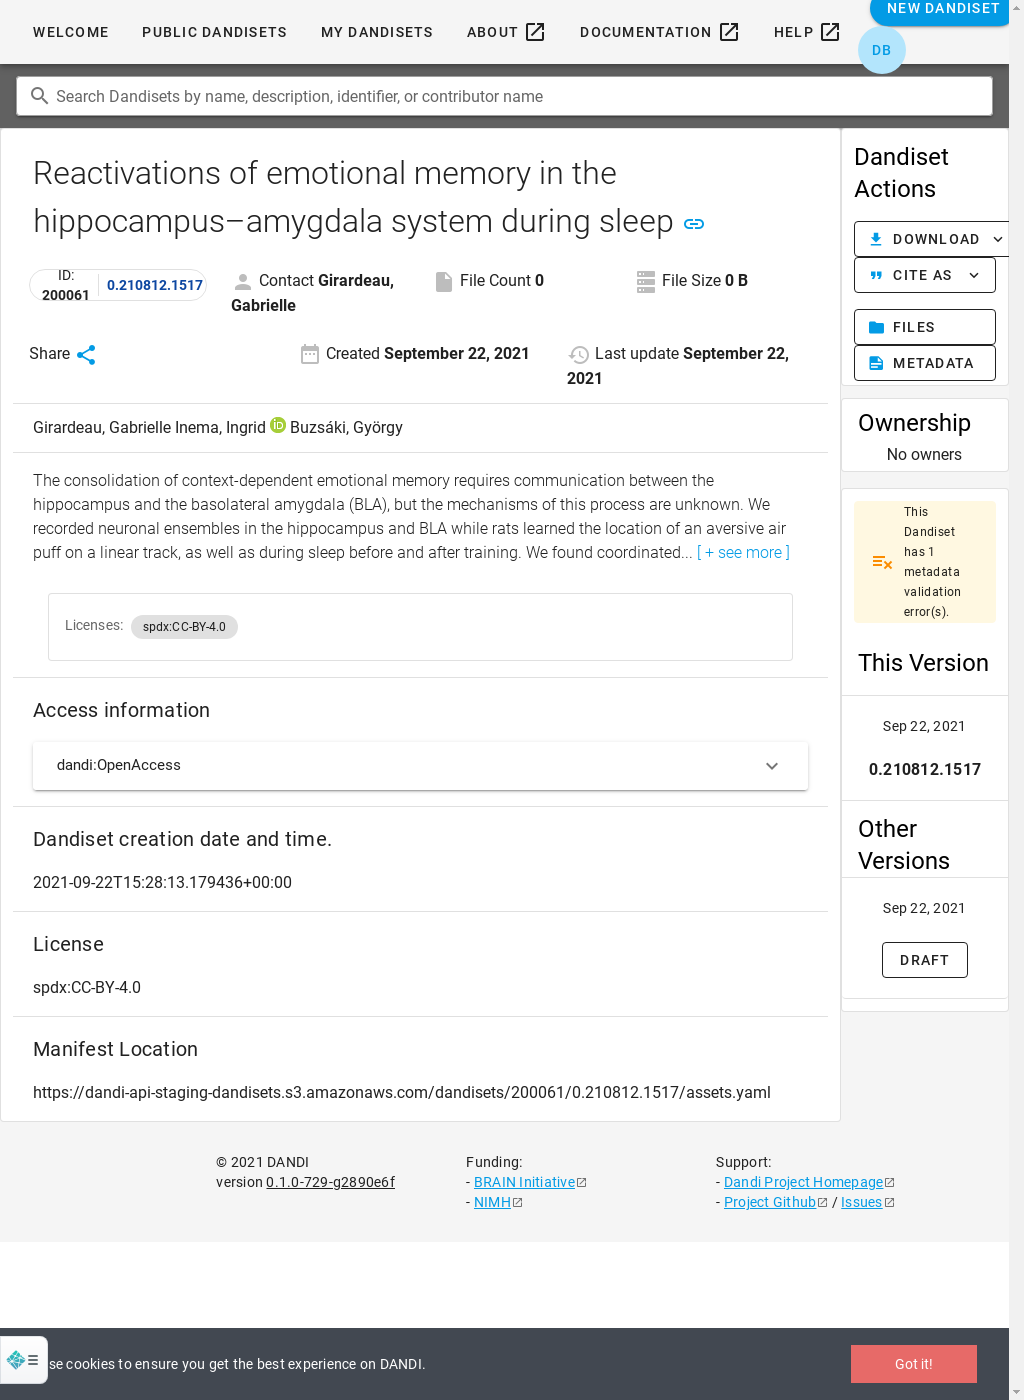 WELCOME PUBLIC DANDISETS MY DANDISETS ABOUT DOCUMENTATION HELP NEW DANDISET
DB
Search Dandisets by name, description, identifier, or contributor name
Reactivations of emotional memory in the
hippocampus–amygdala system during sleep
ID:
200061
0.210812.1517
Contact Girardeau,
Gabrielle
File Count 0
File Size 0 B
Share
Created September 22, 2021
Last update September 22,
2021
Girardeau, Gabrielle Inema, Ingrid iD Buzsáki, György
The consolidation of context-dependent emotional memory requires communication between the
hippocampus and the basolateral amygdala (BLA), but the mechanisms of this process are unknown. We
recorded neuronal ensembles in the hippocampus and BLA while rats learned the location of an aversive air
puff on a linear track, as well as during sleep before and after training. We found coordinated... [ + see more ]
Licenses: spdx:CC-BY-4.0
Access information
dandi:OpenAccess
Dandiset creation date and time.
2021-09-22T15:28:13.179436+00:00
License
spdx:CC-BY-4.0
Manifest Location
https://dandi-api-staging-dandisets.s3.amazonaws.com/dandisets/200061/0.210812.1517/assets.yaml
Dandiset
Actions
DOWNLOAD
CITE AS
FILES
METADATA
Ownership
No owners
This
Dandiset
has 1
metadata
validation
error(s).
This Version
Sep 22, 2021
0.210812.1517
Other
Versions
Sep 22, 2021
DRAFT
© 2021 DANDI
version 0.1.0-729-g2890e6f
Funding:
- BRAIN Initiative
- NIMH
Support:
- Dandi Project Homepage
- Project Github / Issues
se cookies to ensure you get the best experience on DANDI.
Got it!